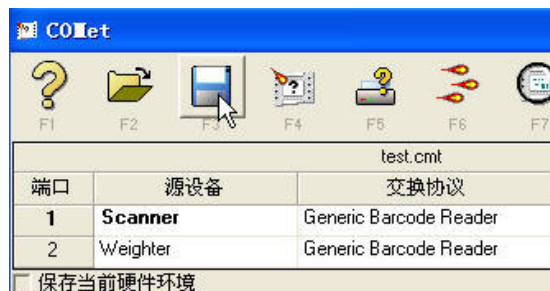 COMet
F1 F2 F3 F4 F5 F6 F7
test.cmt
端口 源设备 交换协议
1 Scanner Generic Barcode Reader
2 Weighter Generic Barcode Reader
保存当前硬件环境